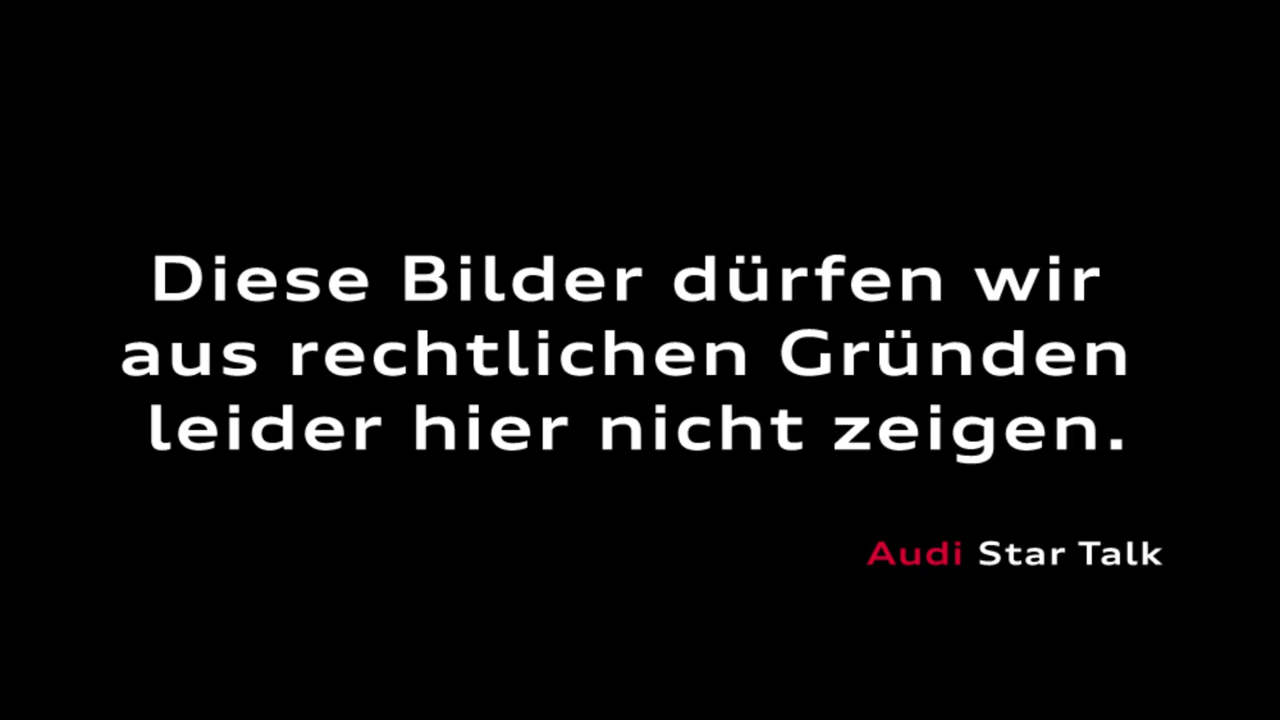 Diese Bilder dürfen wir
aus rechtlichen Gründen
leider hier nicht zeigen.
Audi Star Talk